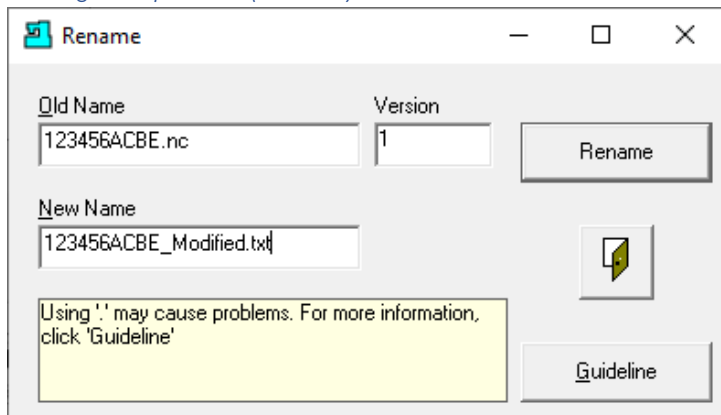 Rename
Old Name Version
123456ACBE.nc 1
Rename
New Name
123456ACBE_Modified.txt
Using '.' may cause problems. For more information,
click 'Guideline'
Guideline